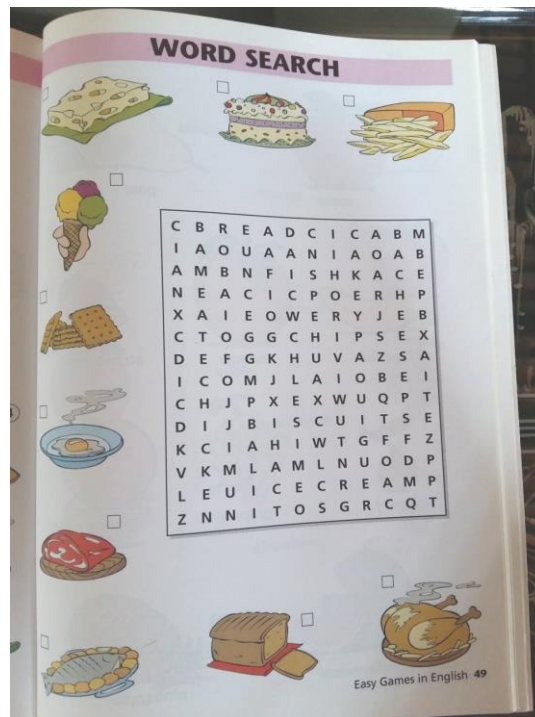 WORD SEARCH
C B R E A D C I C A B M
I A O U A A N I A O A B
A M B N F I S H K A C E
N E A C I C P O E R H P
X A I E O W E R Y J E B
C T O G G C H I P S E X
D E F G K H U V A Z S A
I C O M J L A I O B E I
C H J P X E X W U Q P T
D I J B I S C U I T S E
K C I A H I W T G F F Z
V K M L A M L N U O D P
L E U I C E C R E A M P
Z N N I T O S G R C Q T
Easy Games in English 49